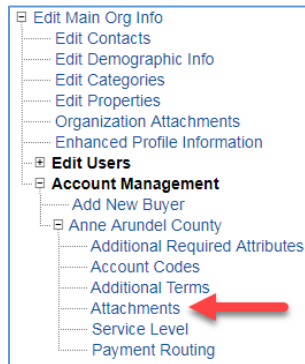 Edit Main Org Info
Edit Contacts
Edit Demographic Info
Edit Categories
Edit Properties
Organization Attachments
Enhanced Profile Information
Edit Users
Account Management
Add New Buyer
Anne Arundel County
Additional Required Attributes
Account Codes
Additional Terms
Attachments
Service Level
Payment Routing